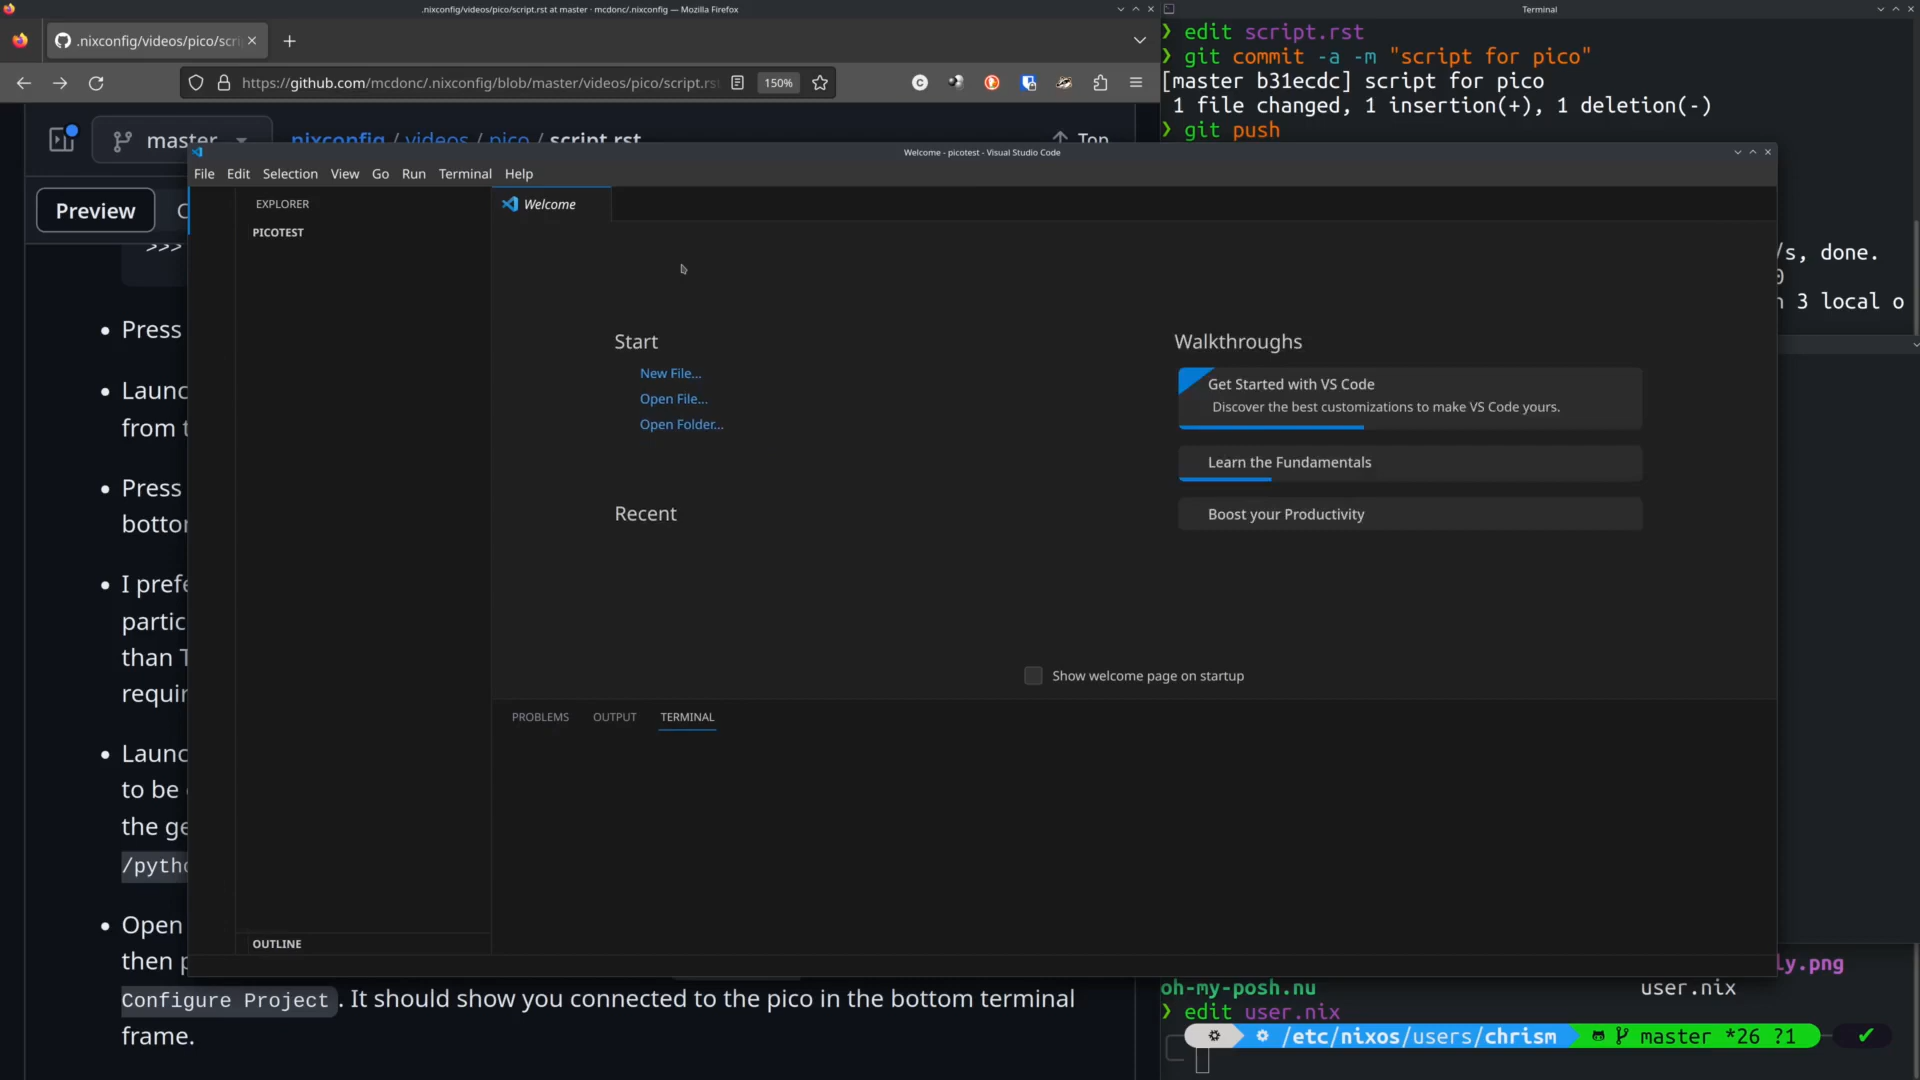 .nixconfig/videos/pico/script.rst at master · mcdonc/.nixconfig — Mozilla Firefox
.nixconfig/videos/pico/scri
https://github.com/mcdonc/.nixconfig/blob/master/videos/pico/script.rst
150%
master
nixconfig / videos / pico / script.rst
Top
Preview
>>>
Press
Launc
from t
Press
bottor
I prefe
partic
than T
requir
Launc
to be
the ge
/pytho
Open
then p
Configure Project . It should show you connected to the pico in the bottom terminal
frame.
Welcome - picotest - Visual Studio Code
File Edit Selection View Go Run Terminal Help
EXPLORER
PICOTEST
OUTLINE
Welcome
Start
New File...
Open File...
Open Folder...
Recent
Walkthroughs
Get Started with VS Code
Discover the best customizations to make VS Code yours.
Learn the Fundamentals
Boost your Productivity
Show welcome page on startup
PROBLEMS OUTPUT TERMINAL
Terminal
❯ edit script.rst
❯ git commit -a -m "script for pico"
[master b31ecdc] script for pico
1 file changed, 1 insertion(+), 1 deletion(-)
❯ git push
/s, done.
0
n 3 local o
ly.png
oh-my-posh.nu user.nix
❯ edit user.nix
/etc/nixos/users/chrism master *26 ?1 ✔